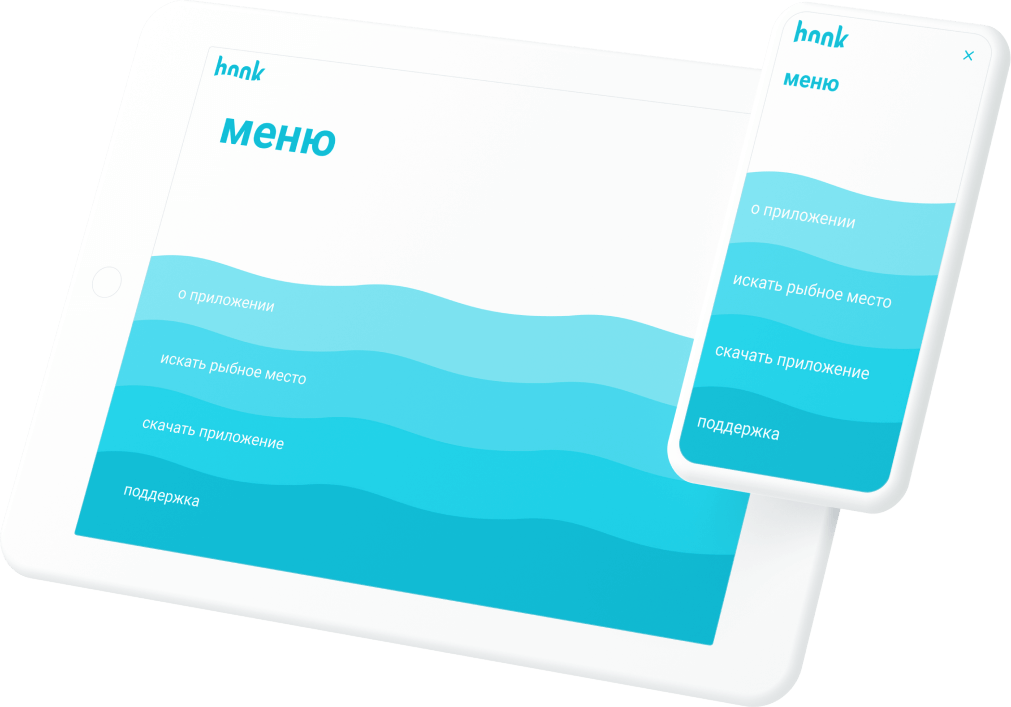 hook
меню
о приложении
искать рыбное место
скачать приложение
поддержка
hook
×
меню
о приложении
искать рыбное место
скачать приложение
поддержка